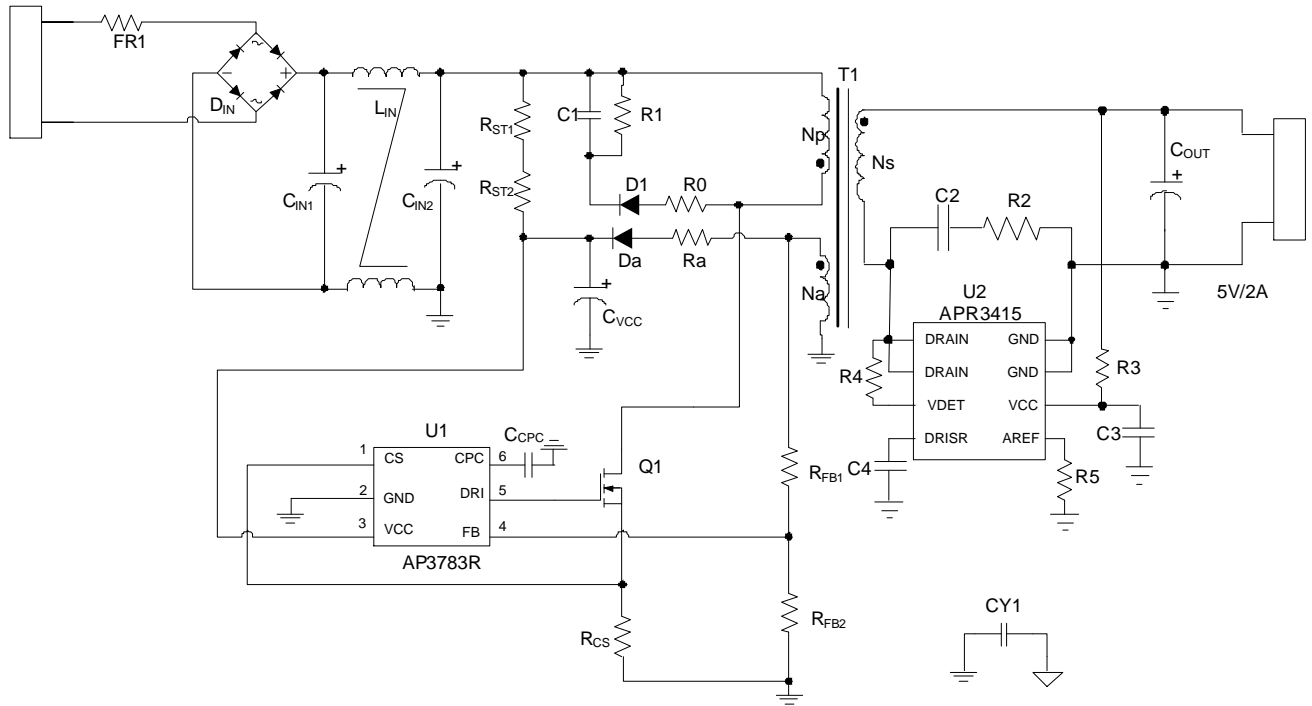 FR1
~
−
+
~
D_IN
L_IN
+
C_IN1
+
C_IN2
R_ST1
R_ST2
C1
R1
D1
R0
Da
Ra
+
C_VCC
T1
Np
Na
Ns
C2
R2
C_OUT
+
5V/2A
U2
APR3415
DRAIN
GND
DRAIN
GND
VDET
VCC
DRISR
AREF
R4
C4
R3
C3
R5
U1
1
CS
CPC
6
2
GND
DRI
5
3
VCC
FB
4
AP3783R
C_CPC
Q1
R_FB1
R_FB2
R_CS
CY1